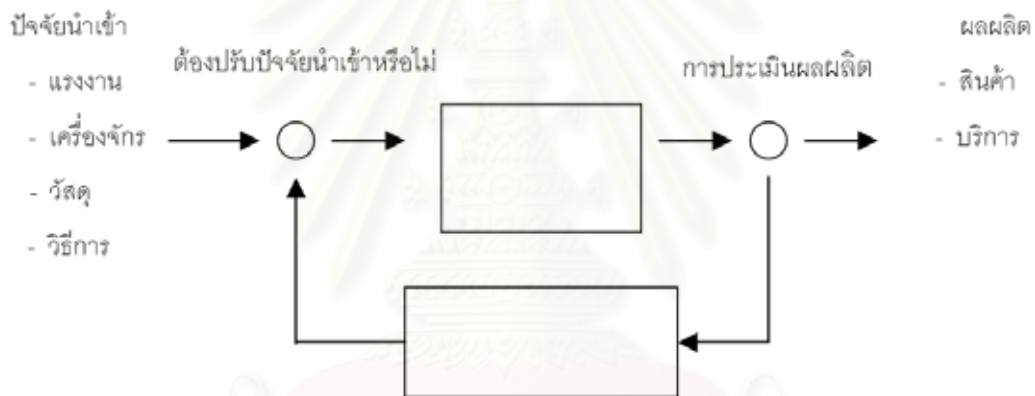 ปัจจัยนำเข้า
- แรงงาน
- เครื่องจักร
- วัสดุ
- วิธีการ
ต้องปรับปัจจัยนำเข้าหรือไม่
การประเมินผลผลิต
ผลผลิต
- สินค้า
- บริการ